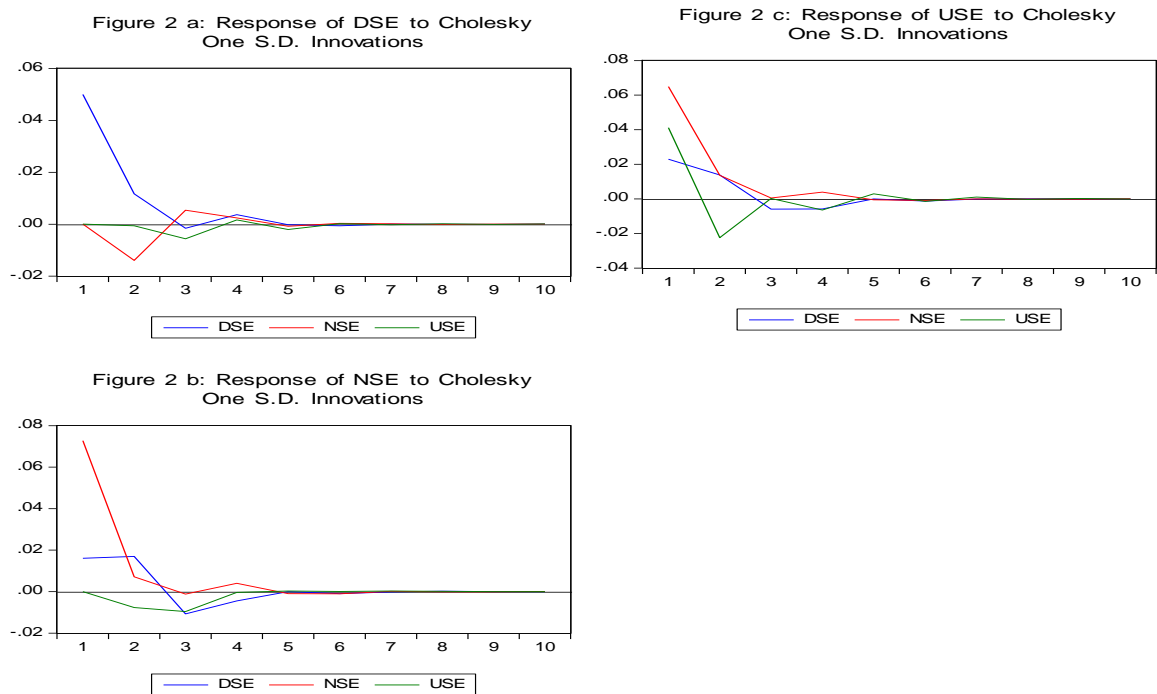 Figure 2 a: Response of DSE to Cholesky
One S.D. Innovations
.06
.04
.02
.00
-.02
1 2 3 4 5 6 7 8 9 10
DSE NSE USE
Figure 2 c: Response of USE to Cholesky
One S.D. Innovations
.08
.06
.04
.02
.00
-.02
-.04
1 2 3 4 5 6 7 8 9 10
DSE NSE USE
Figure 2 b: Response of NSE to Cholesky
One S.D. Innovations
.08
.06
.04
.02
.00
-.02
1 2 3 4 5 6 7 8 9 10
DSE NSE USE